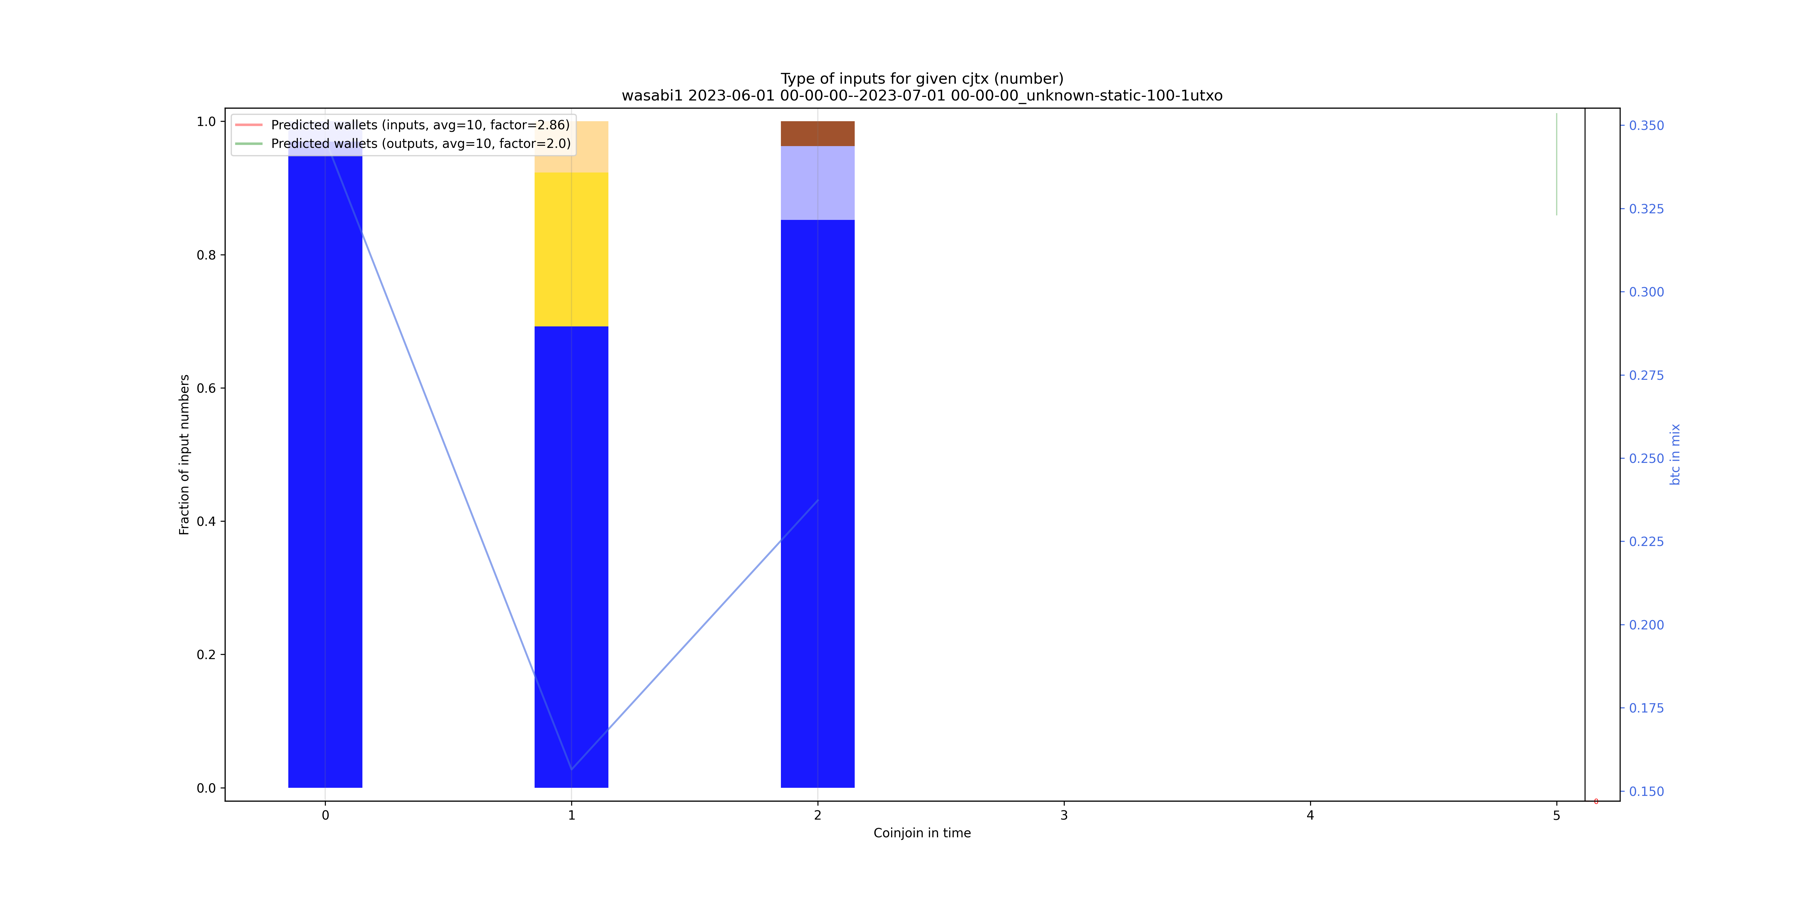 Type of inputs for given cjtx (number)
wasabi1 2023-06-01 00-00-00--2023-07-01 00-00-00_unknown-static-100-1utxo
Predicted wallets (inputs, avg=10, factor=2.86)
Predicted wallets (outputs, avg=10, factor=2.0)
1.0
0.8
0.6
0.4
0.2
0.0
Fraction of input numbers
0 1 2 3 4 5
Coinjoin in time
0.350
0.325
0.300
0.275
0.250
0.225
0.200
0.175
0.150
btc in mix
0